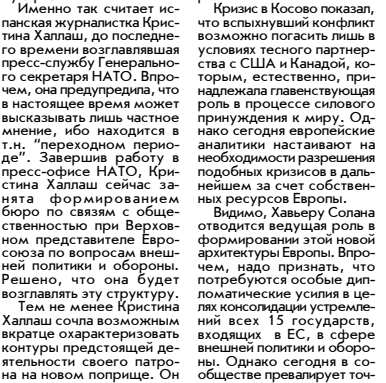 Именно так считает ис-
панская журналистка Крис-
тина Халлаш, до последне-
го времени возглавлявшая
пресс-службу Генерально-
го секретаря НАТО. Впро-
чем, она предупредила, что
в настоящее время может
высказывать лишь частное
мнение, ибо находится в
т.н. "переходном перио-
де". Завершив работу в
пресс-офисе НАТО, Кри-
стина Халлаш сейчас за-
нята формированием
бюро по связям с обще-
ственностью при Верхов-
ном представителе Евро-
союза по вопросам внеш-
ней политики и обороны.
Решено, что она будет
возглавлять эту структуру.
Тем не менее Кристина
Халлаш сочла возможным
вкратце охарактеризовать
контуры предстоящей де-
ятельности своего патро-
на на новом поприще. Он
Кризис в Косово показал,
что вспыхнувший конфликт
возможно погасить лишь в
условиях тесного партнер-
ства с США и Канадой, ко-
торым, естественно, при-
надлежала главенствующая
роль в процессе силового
принуждения к миру. Од-
нако сегодня европейские
аналитики настаивают на
необходимости разрешения
подобных кризисов в даль-
нейшем за счет собствен-
ных ресурсов Европы.
Видимо, Хавьеру Солана
отводится ведущая роль в
формировании этой новой
архитектуры Европы. Впро-
чем, надо признать, что
потребуются особые дип-
ломатические усилия в це-
лях консолидации устремле-
ний всех 15 государств,
входящих в ЕС, в сфере
внешней политики и оборо-
ны. Однако сегодня в со-
обществе превалирует точ-